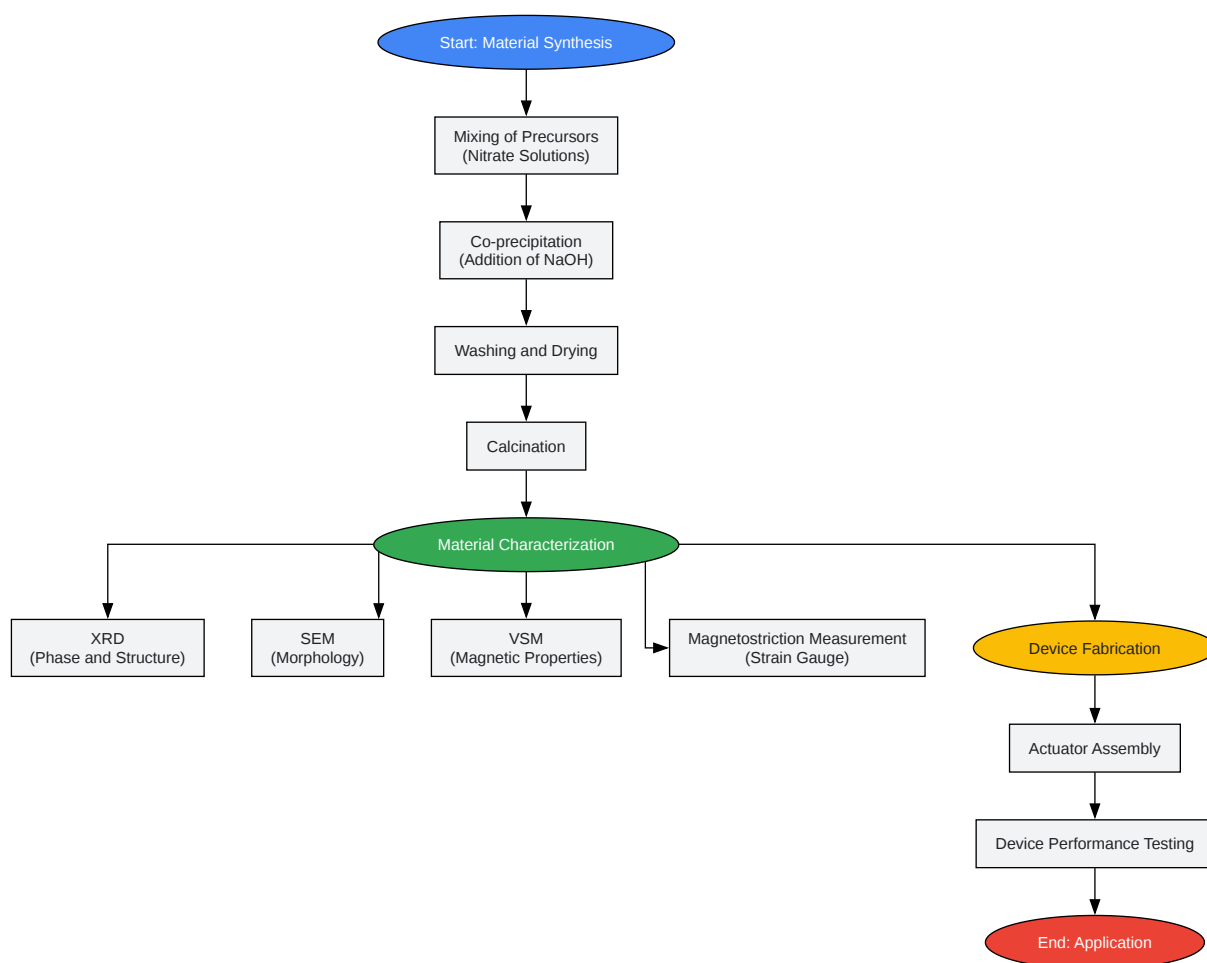 Start: Material Synthesis
Mixing of Precursors
(Nitrate Solutions)
Co-precipitation
(Addition of NaOH)
Washing and Drying
Calcination
Material Characterization
XRD
(Phase and Structure)
SEM
(Morphology)
VSM
(Magnetic Properties)
Magnetostriction Measurement
(Strain Gauge)
Device Fabrication
Actuator Assembly
Device Performance Testing
End: Application